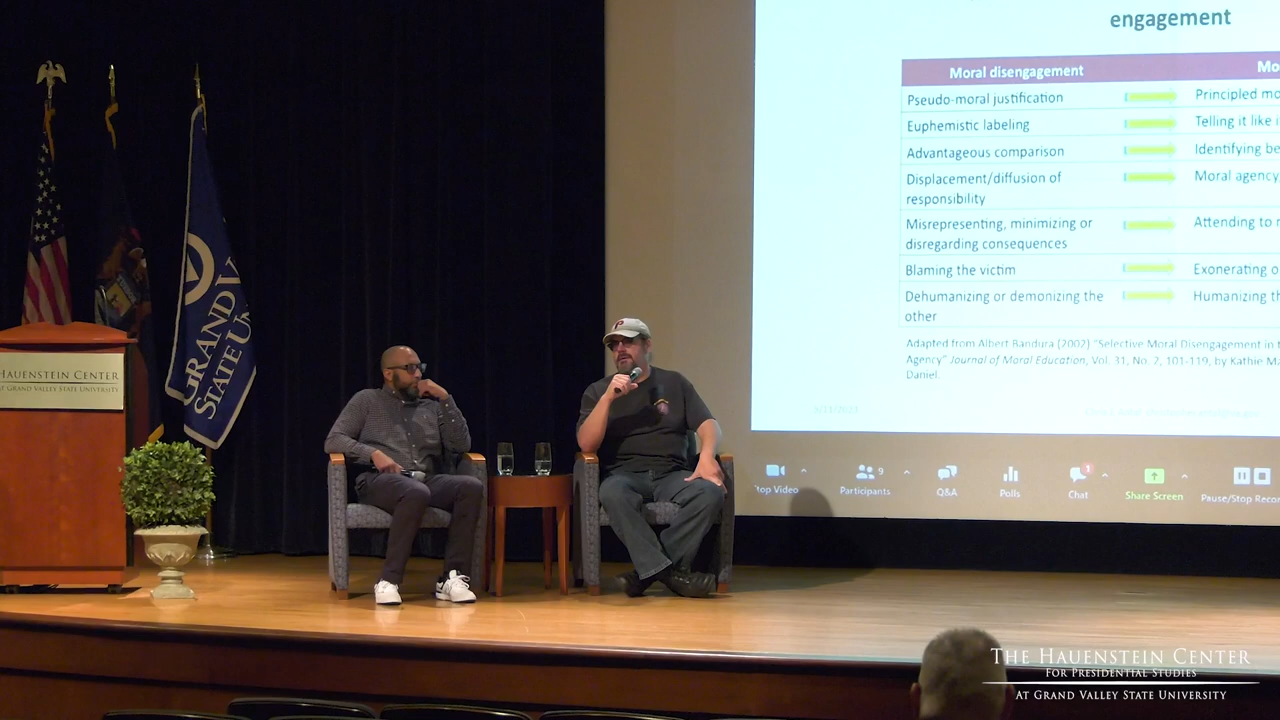 engagement
Moral disengagement
Pseudo-moral justification
Principled
Euphemistic labeling
Telling it like
Advantageous comparison
Identifying
Displacement/diffusion of
responsibility
Moral agency,
Misrepresenting, minimizing or
disregarding consequences
Attending to
Blaming the victim
Exonerating
Dehumanizing or demonizing the
other
Humanizing
Adapted from Albert Bandura (2002) "Selective Moral Disengagement in
Agency" Journal of Moral Education, Vol. 31, No. 2, 101-119, by Kathie
Daniel.
Video
Participants
9
Q&A
Polls
Chat
1
Share Screen
Pause/Stop
HAUENSTEIN CENTER
AT GRAND VALLEY STATE UNIVERSITY
GRAND V
STATE UN
THE HAUENSTEIN CENTER
FOR PRESIDENTIAL STUDIES
AT GRAND VALLEY STATE UNIVERSITY